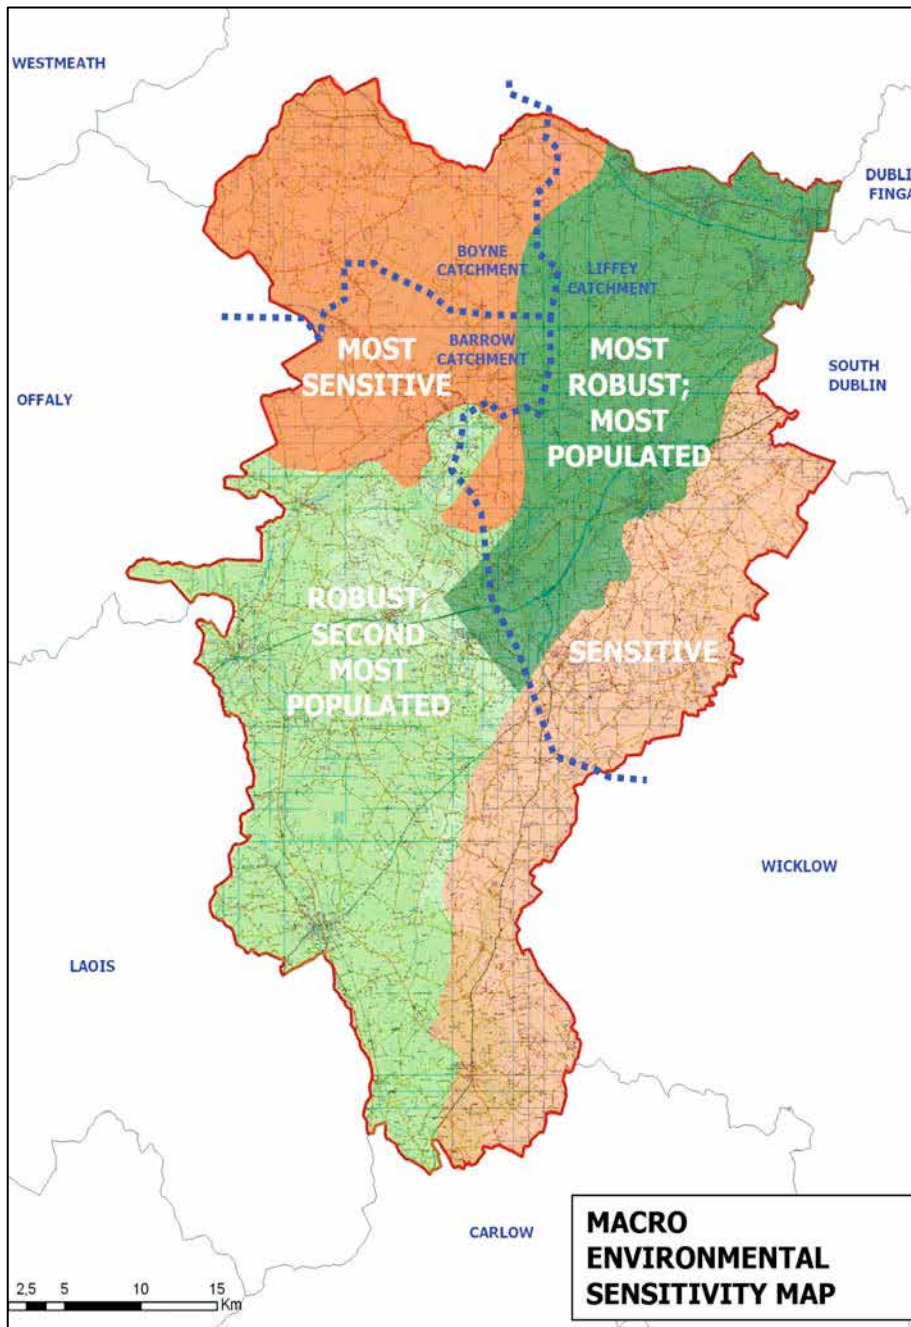 WESTMEATH
DUBLI
FINGA
BOYNE
CATCHMENT
LIFFEY
CATCHMENT
BARROW
CATCHMENT
MOST
SENSITIVE
MOST
ROBUST;
MOST
POPULATED
SOUTH
DUBLIN
OFFALY
ROBUST;
SECOND
MOST
POPULATED
SENSITIVE
WICKLOW
LAOIS
CARLOW
MACRO
ENVIRONMENTAL
SENSITIVITY MAP
2.5 5 10 15
Km